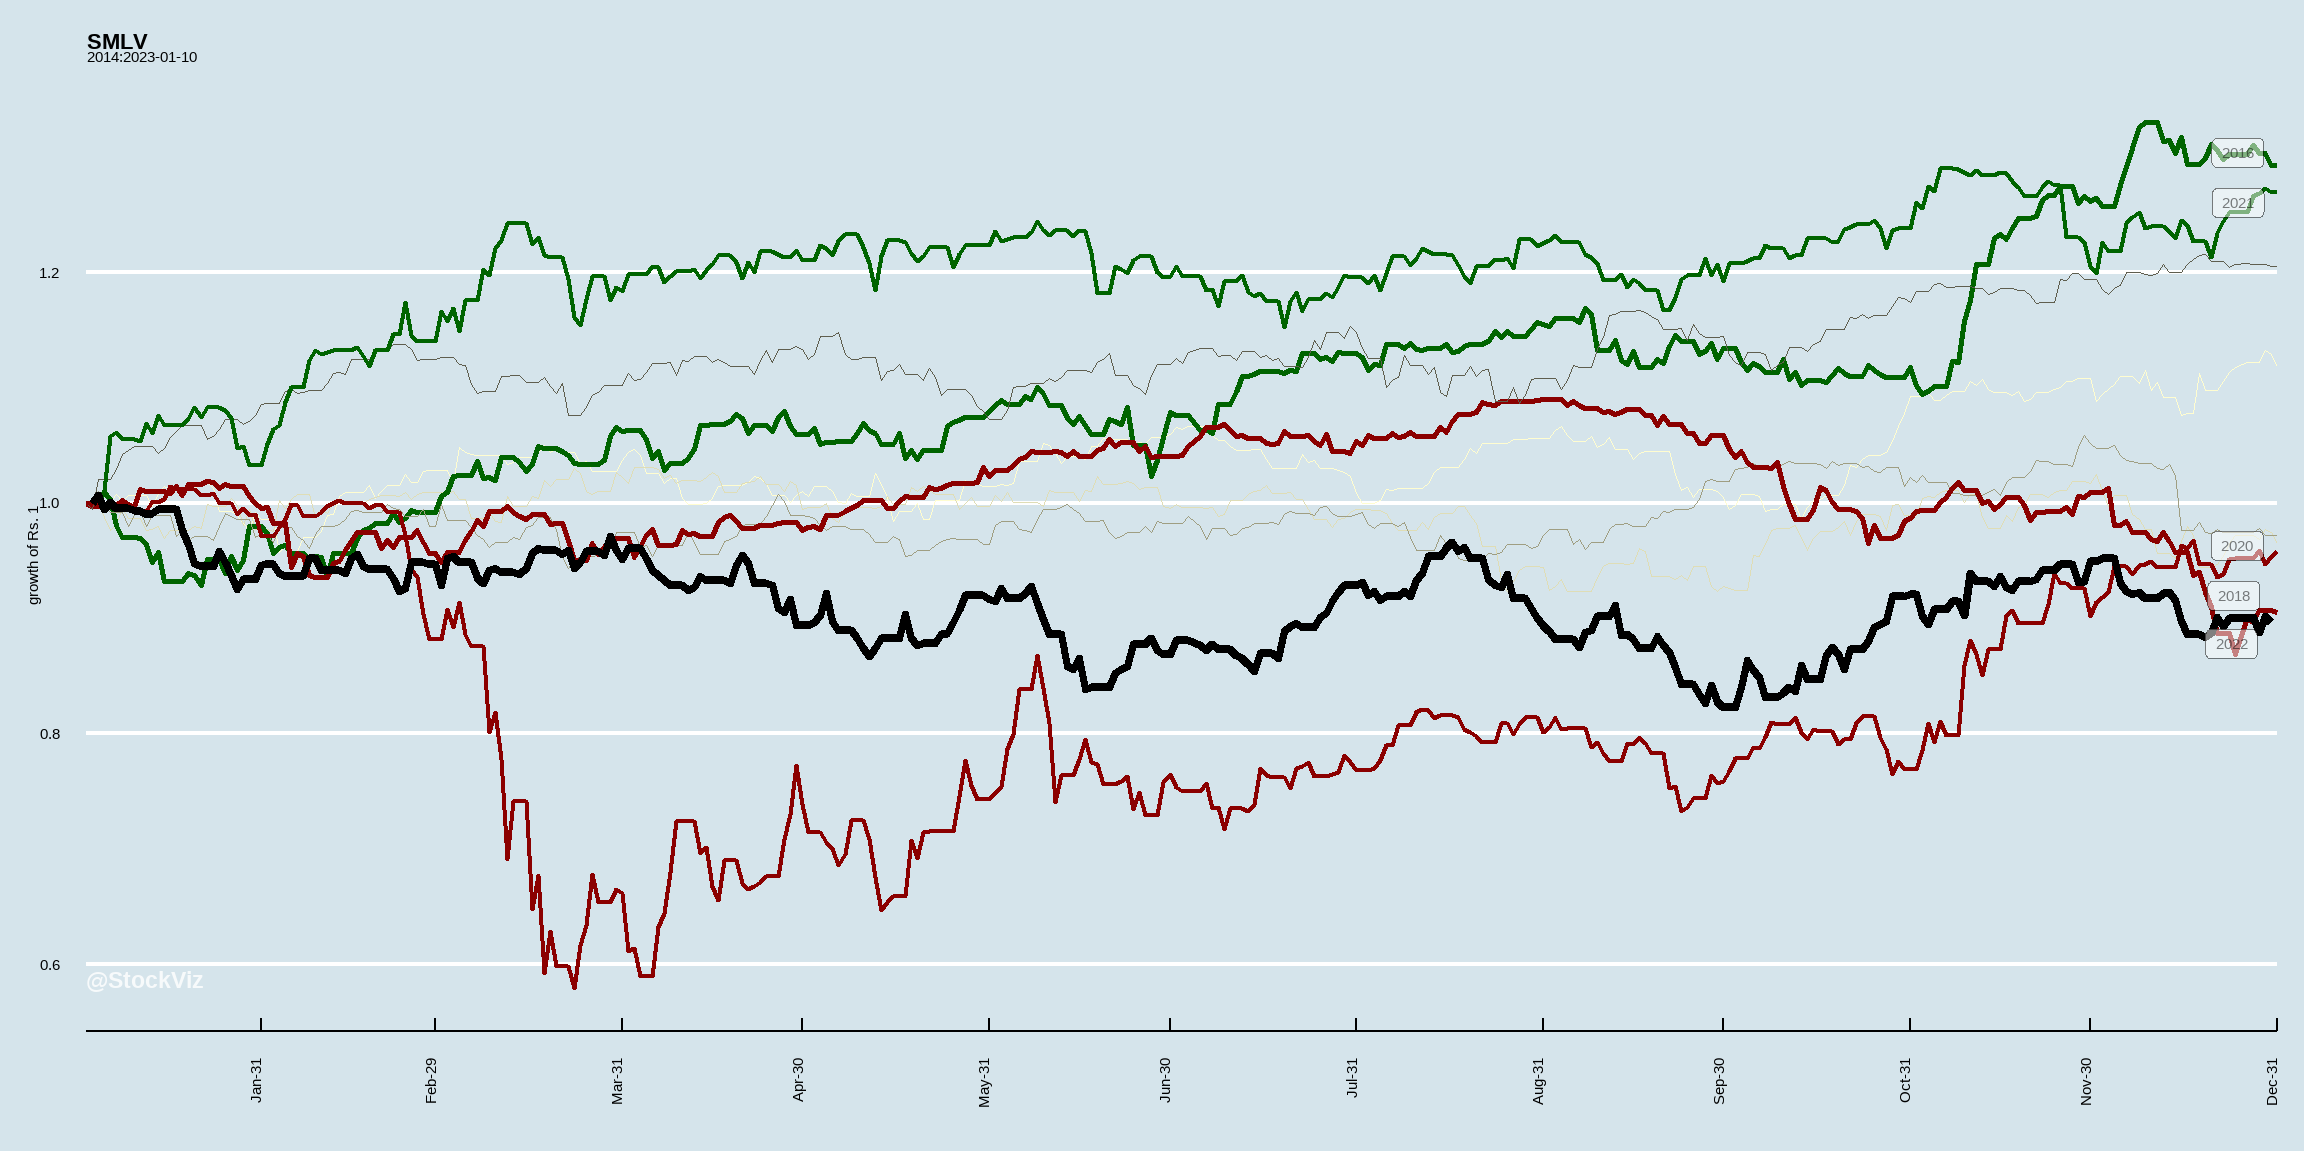 SMLV
2014:2023-01-10
growth of Rs. 1
1.2
1.0
0.8
0.6
2016
2021
2020
2018
2022
@StockViz
Jan-31
Feb-29
Mar-31
Apr-30
May-31
Jun-30
Jul-31
Aug-31
Sep-30
Oct-31
Nov-30
Dec-31